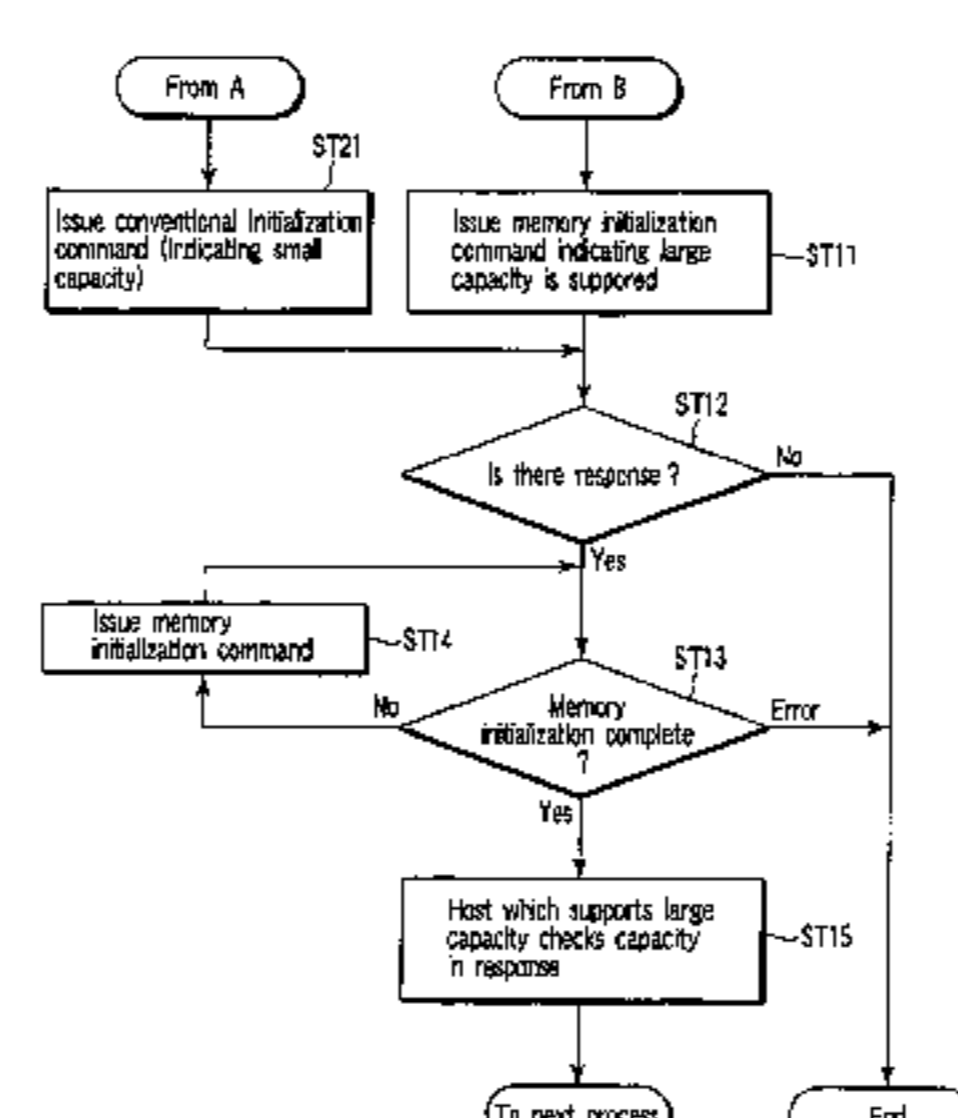 From A
From B
ST21
Issue conventional initialization
command (indicating small
capacity)
Issue memory initialization
command indicating large
capacity is suppored
ST11
ST12
Is there response ?
No
Yes
Issue memory
initialization command
ST14
ST13
No
Memory
initialization complete
?
Error
Yes
Host which supports large
capacity checks capacity
in response
ST15
To next process
End